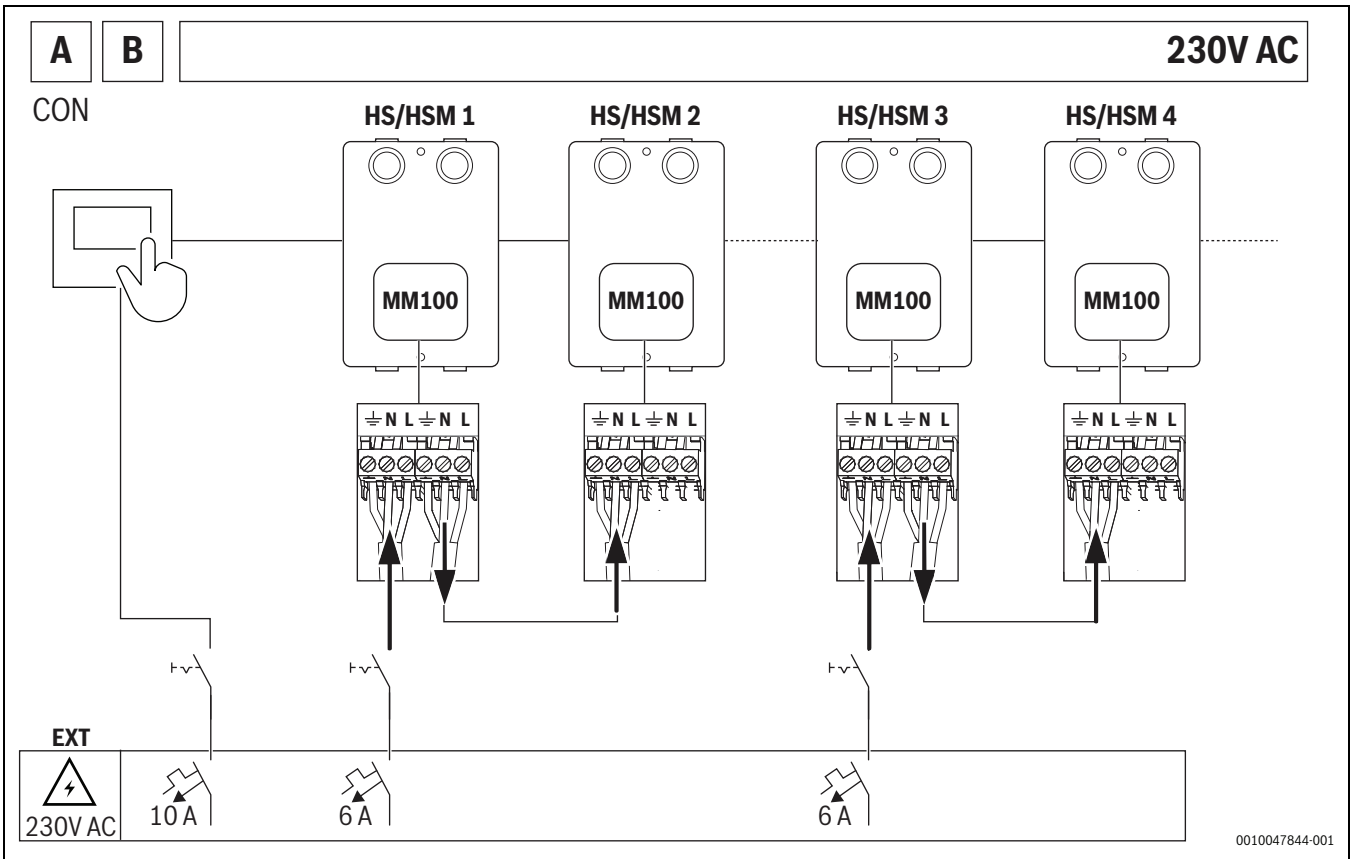 A B 230V AC
CON
HS/HSM 1 HS/HSM 2 HS/HSM 3 HS/HSM 4
MM100 MM100 MM100 MM100
N L N L N L N L N L N L N L N L
EXT
10 A 6 A 6 A
230V AC
0010047844-001